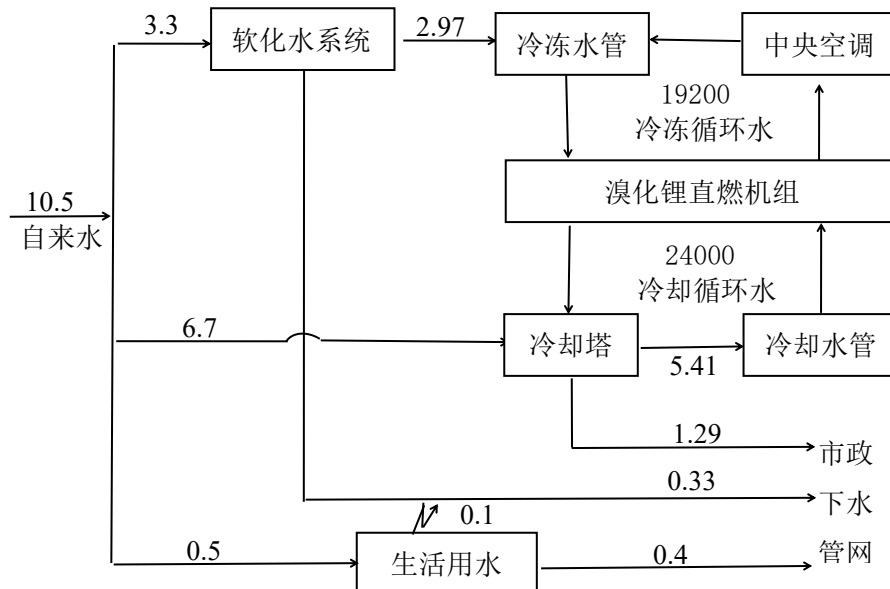 3.3
软化水系统
2.97
冷冻水管
中央空调
19200
冷冻循环水
溴化锂直燃机组
10.5
自来水
24000
冷却循环水
6.7
冷却塔
5.41
冷却水管
1.29
市政
0.33
下水
0.1
0.5
生活用水
0.4
管网